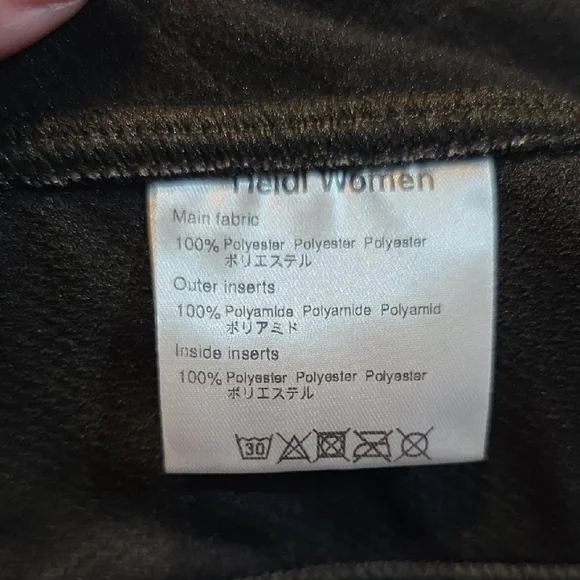 Heidi Women
Main fabric
100% Polyester Polyester Polyester
ポリエステル
Outer inserts
100% Polyamide Polyamide Polyamid
ポリアミド
Inside inserts
100% Polyester Polyester Polyester
ポリエステル
30